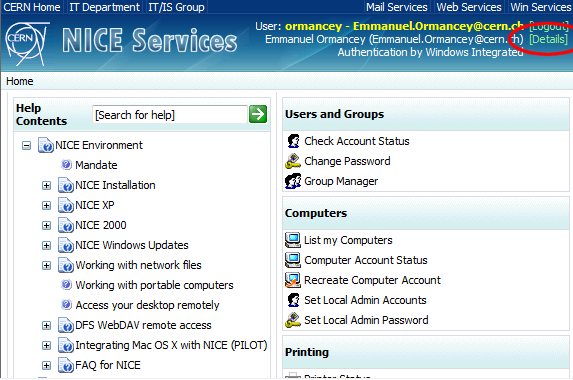 CERN Home IT Department IT/IS Group Mail Services Web Services Win Services
CERN NICE Services
User: ormancey - Emmanuel.Ormancey@cern.ch [Logout]
Emmanuel Ormancey (Emmanuel.Ormancey@cern.ch) [Details]
Authentication by Windows Integrated
Home
Help Contents
[Search for help]
NICE Environment
Mandate
NICE Installation
NICE XP
NICE 2000
NICE Windows Updates
Working with network files
Working with portable computers
Access your desktop remotely
DFS WebDAV remote access
Integrating Mac OS X with NICE (PILOT)
FAQ for NICE
Users and Groups
Check Account Status
Change Password
Group Manager
Computers
List my Computers
Computer Account Status
Recreate Computer Account
Set Local Admin Accounts
Set Local Admin Password
Printing
Printer Status